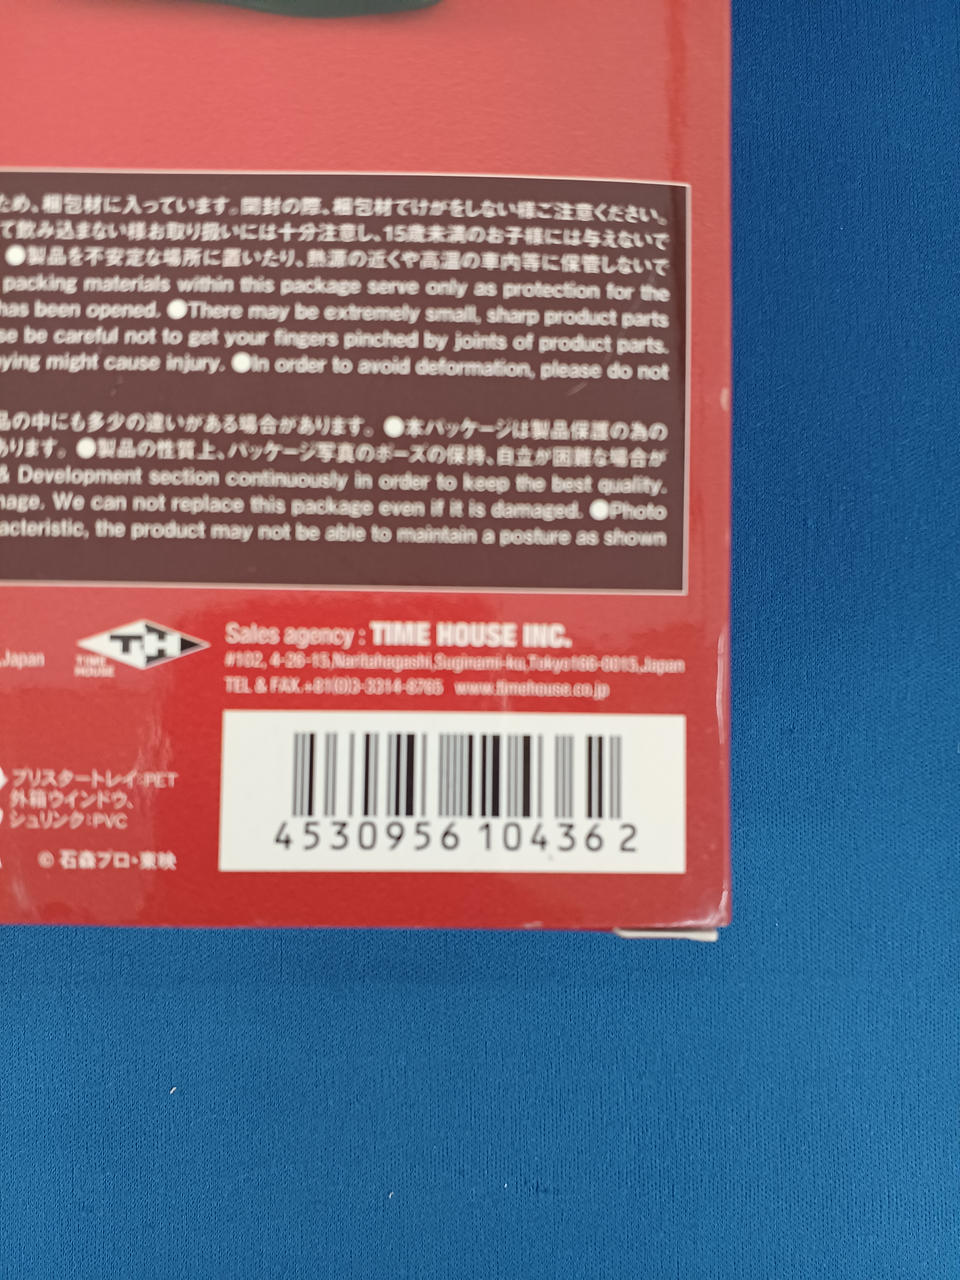 ため、梱包材に入っています。開封の際、梱包材でけがをしない様ご注意ください。
て飲み込まない様お取り扱いには十分注意し、15歳未満のお子様には与えないで
●製品を不安定な場所に置いたり、熱源の近くや高温の車内等に保管しないで
packing materials within this package serve only as protection for the
has been opened. ●There may be extremely small, sharp product parts
se be careful not to get your fingers pinched by joints of product parts.
ying might cause injury. ●In order to avoid deformation, please do not
品の中にも多少の違いがある場合があります。 ●本パッケージは製品保護の為の
あります。 ●製品の性質上、パッケージ写真のポーズの保持、自立が困難な場合が
& Development section continuously in order to keep the best quality.
mage. We can not replace this package even if it is damaged. ●Photo
acteristic, the product may not be able to maintain a posture as shown
,Japan
TH
TIME
HOUSE
Sales agency : TIME HOUSE INC.
#102, 4-26-15,Naritahegashi,Suginami-ku,Tokyo166-0015,Japan
TEL & FAX.+81(0)3-3314-8765 www.timehouse.co.jp
ブリスタートレイ:PET
外箱ウインドウ、
シュリンク:PVC
© 石森プロ・東映
4530956 104362